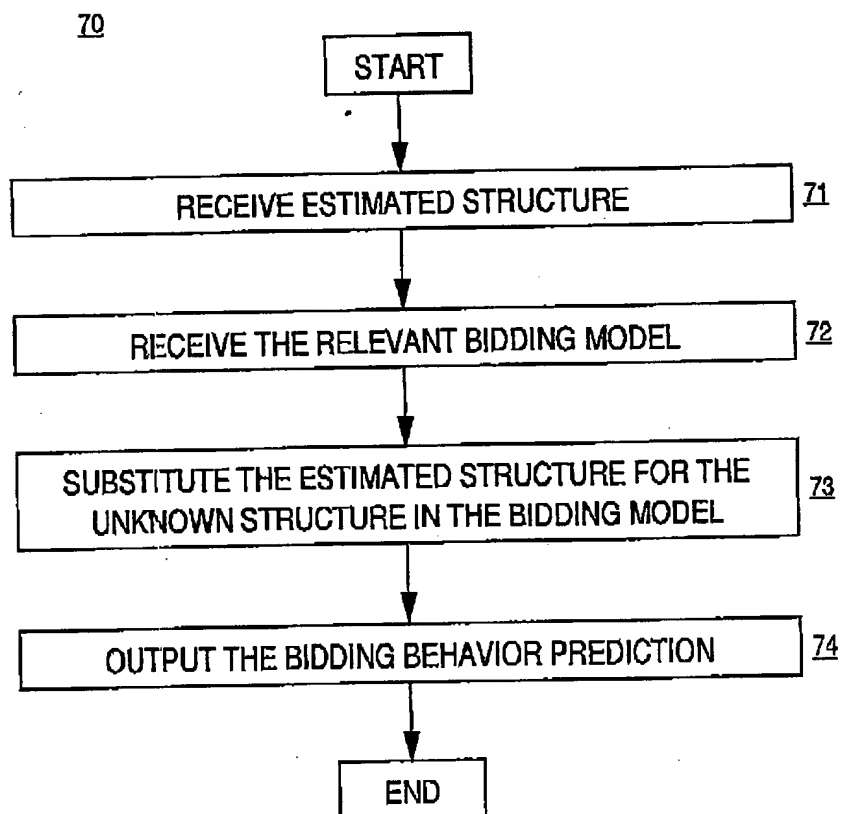 70
START
RECEIVE ESTIMATED STRUCTURE
71
RECEIVE THE RELEVANT BIDDING MODEL
72
SUBSTITUTE THE ESTIMATED STRUCTURE FOR THE
UNKNOWN STRUCTURE IN THE BIDDING MODEL
73
OUTPUT THE BIDDING BEHAVIOR PREDICTION
74
END